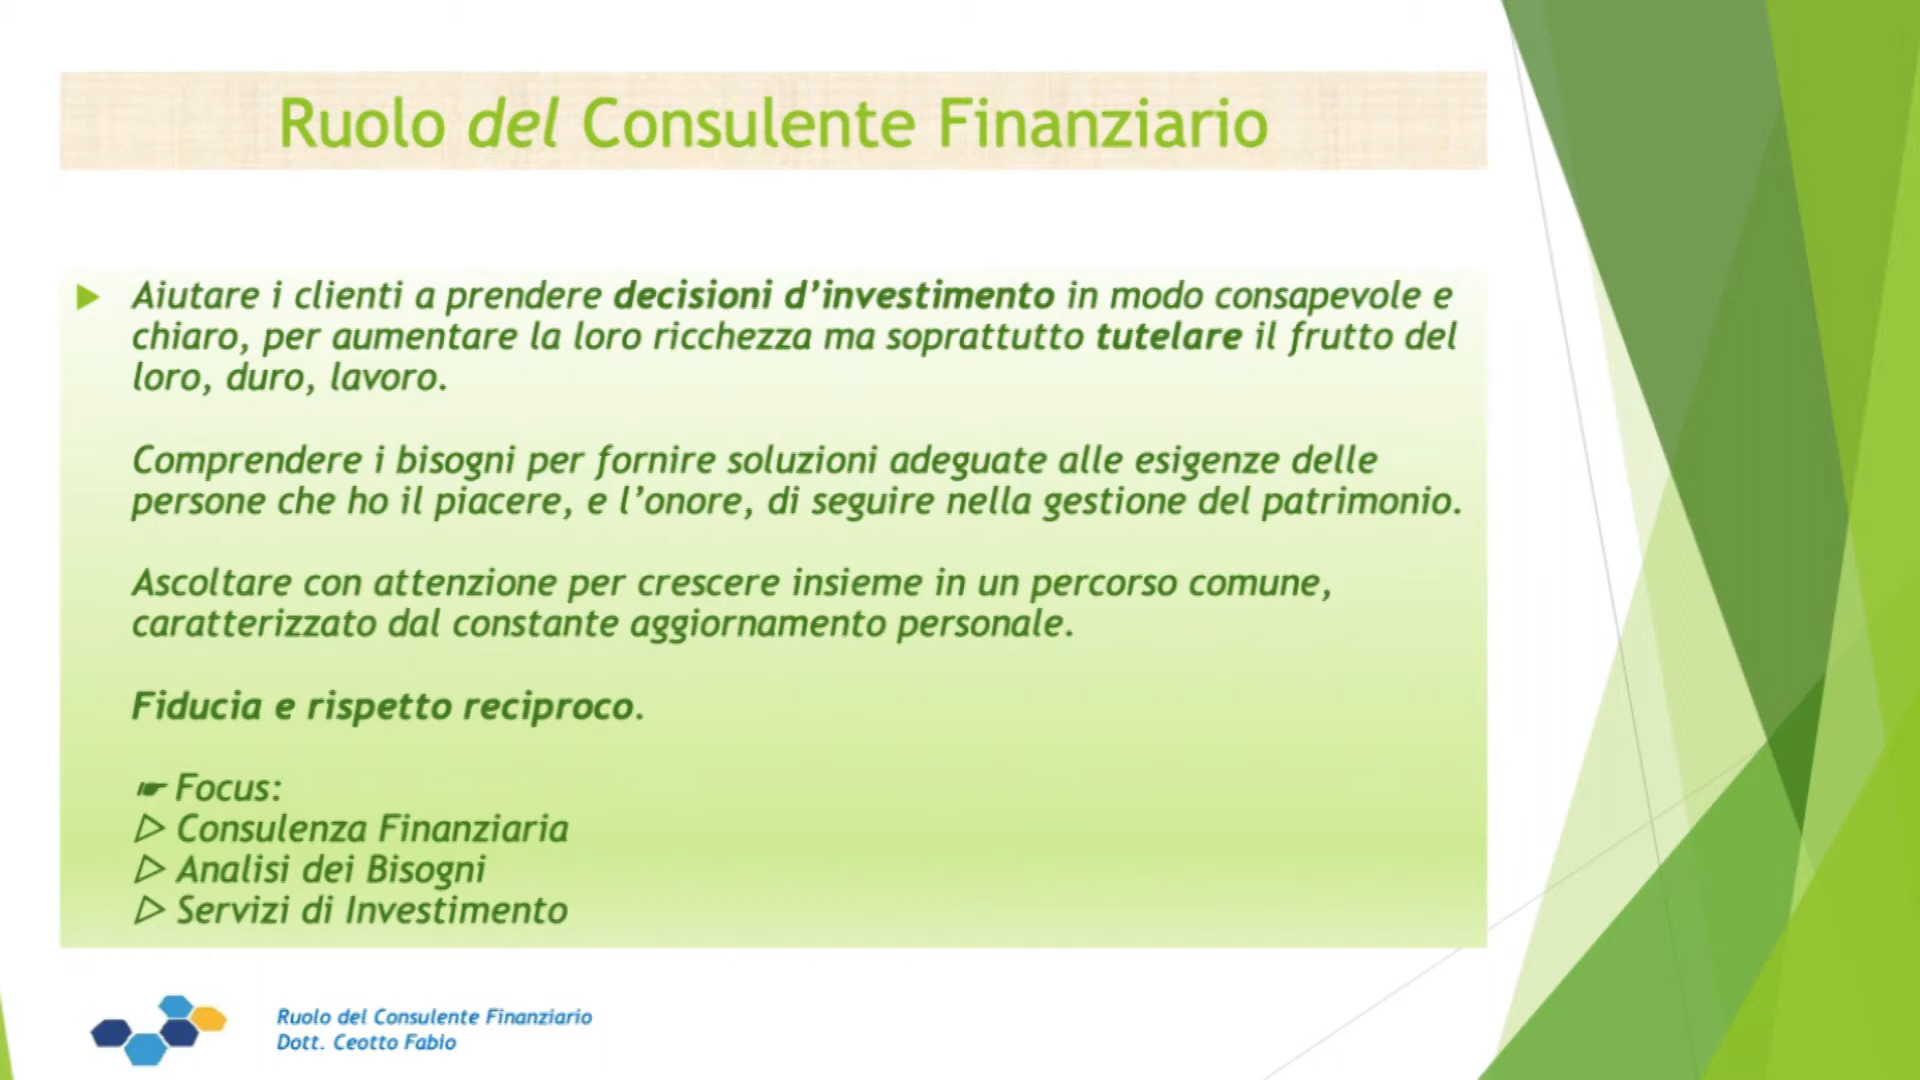 Ruolo del Consulente Finanziario
Aiutare i clienti a prendere decisioni d’investimento in modo consapevole e
chiaro, per aumentare la loro ricchezza ma soprattutto tutelare il frutto del
loro, duro, lavoro.
Comprendere i bisogni per fornire soluzioni adeguate alle esigenze delle
persone che ho il piacere, e l’onore, di seguire nella gestione del patrimonio.
Ascoltare con attenzione per crescere insieme in un percorso comune,
caratterizzato dal constante aggiornamento personale.
Fiducia e rispetto reciproco.
☛ Focus:
▷ Consulenza Finanziaria
▷ Analisi dei Bisogni
▷ Servizi di Investimento
Ruolo del Consulente Finanziario
Dott. Ceotto Fabio